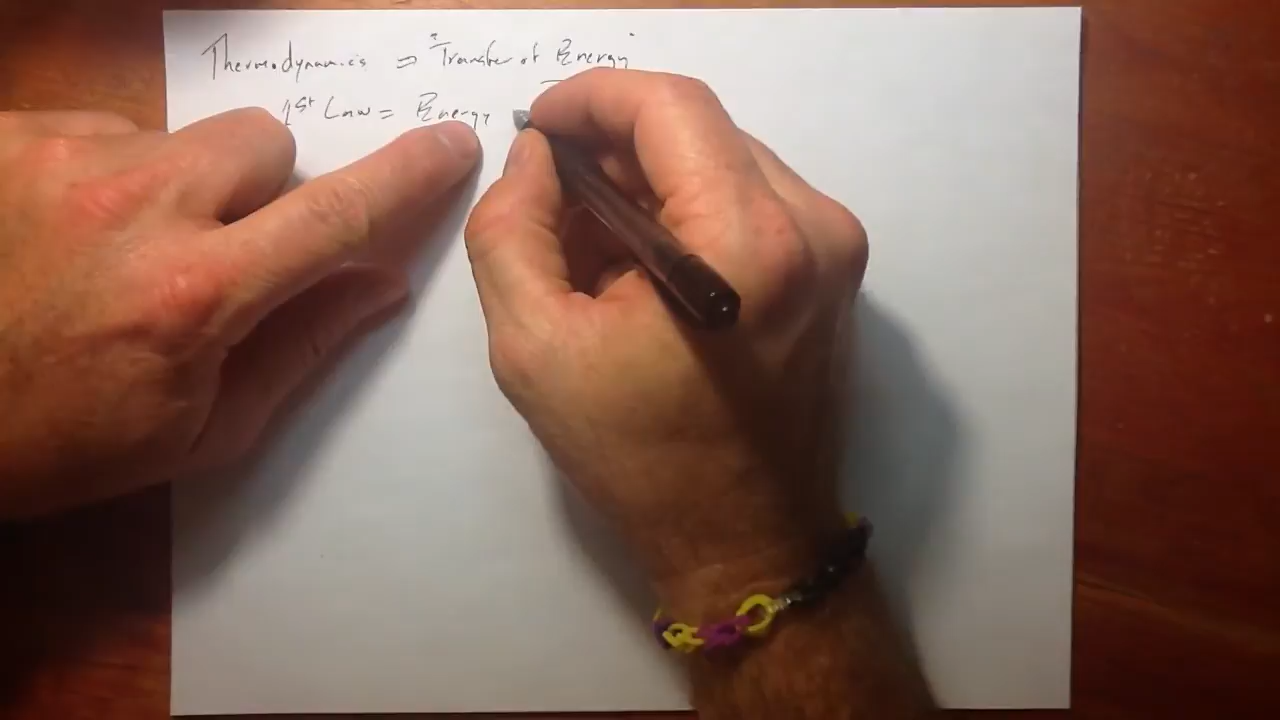 Thermodynamics = "Transfer of Energy"
1st Law = Energy